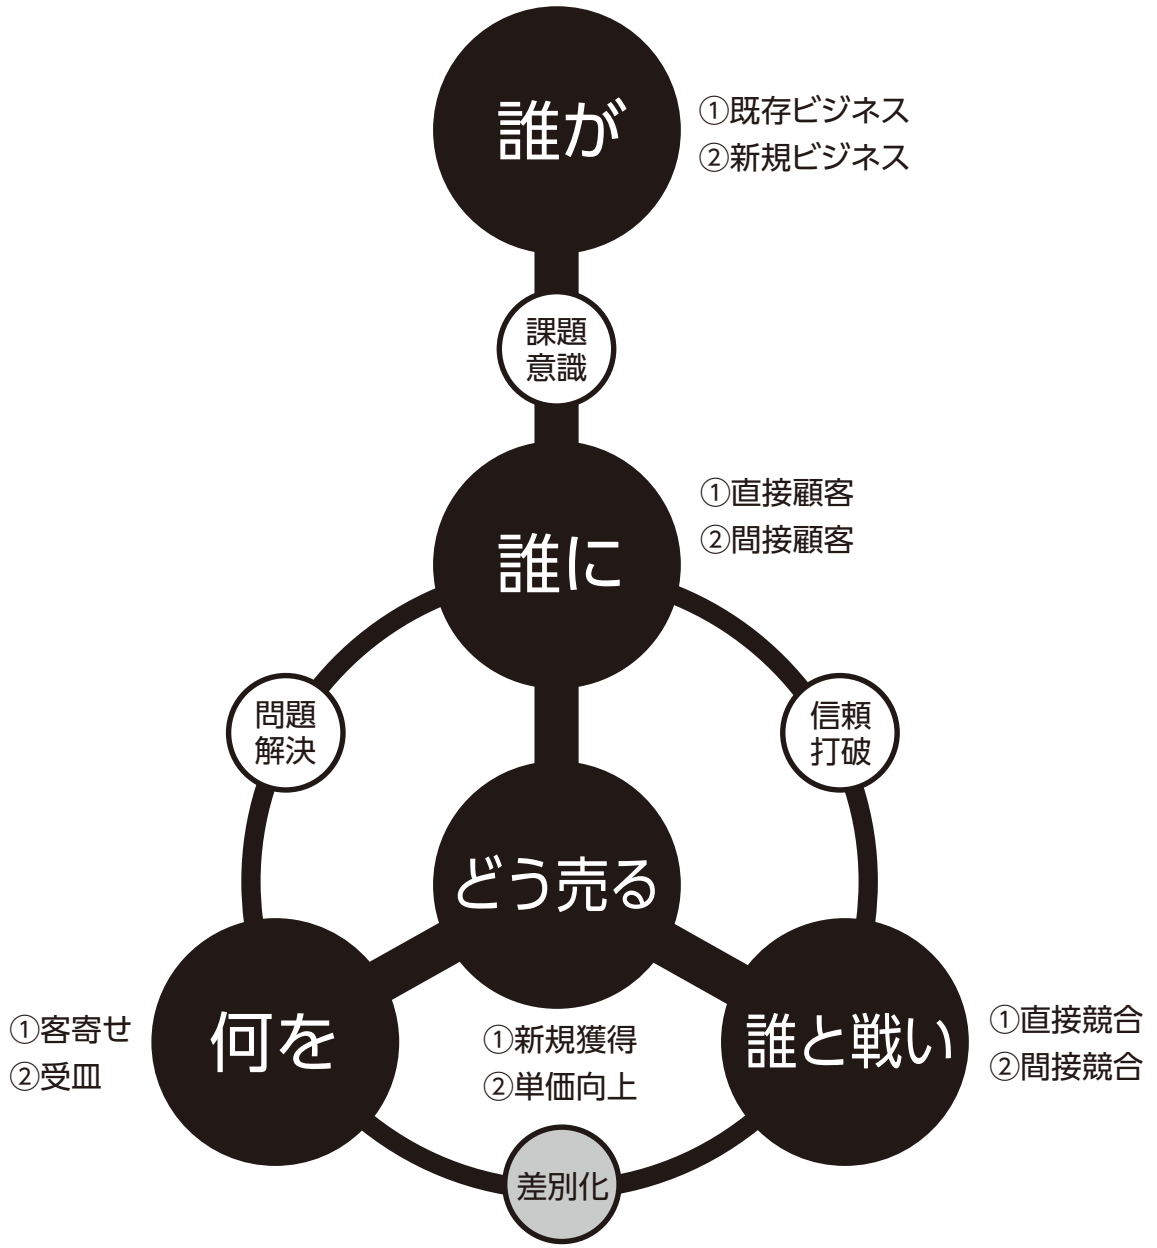 誰が
①既存ビジネス
②新規ビジネス
課題
意識
誰に
①直接顧客
②間接顧客
問題
解決
信頼
打破
どう売る
何を
①客寄せ
②受皿
①新規獲得
②単価向上
誰と戦い
①直接競合
②間接競合
差別化